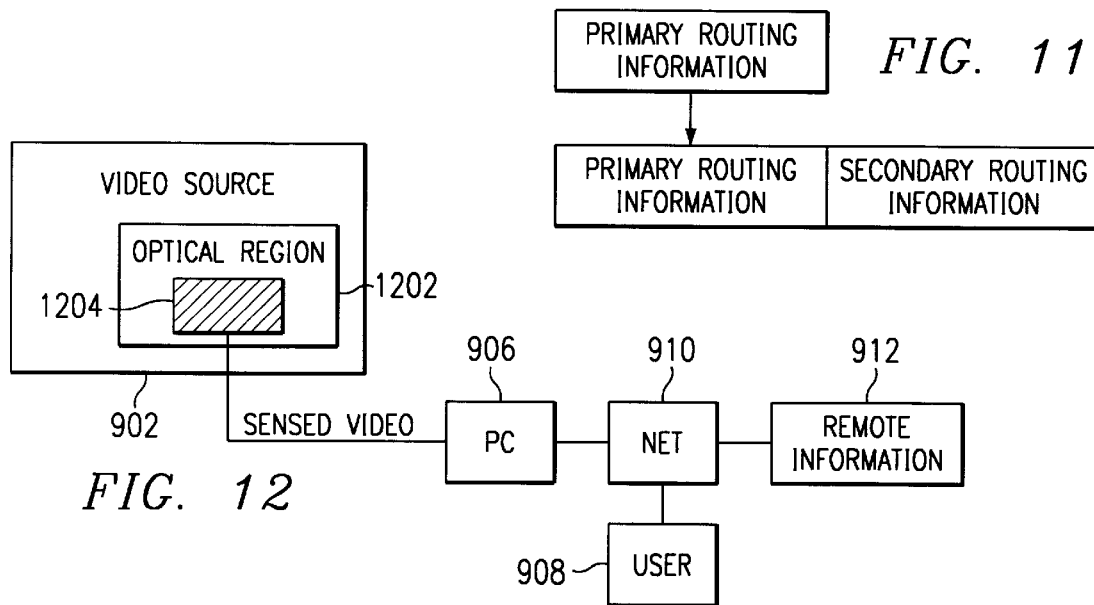 PRIMARY ROUTING
INFORMATION
FIG. 11
PRIMARY ROUTING
INFORMATION
SECONDARY ROUTING
INFORMATION
VIDEO SOURCE
OPTICAL REGION
1204
1202
902
SENSED VIDEO
906
PC
910
NET
912
REMOTE
INFORMATION
908
USER
FIG. 12